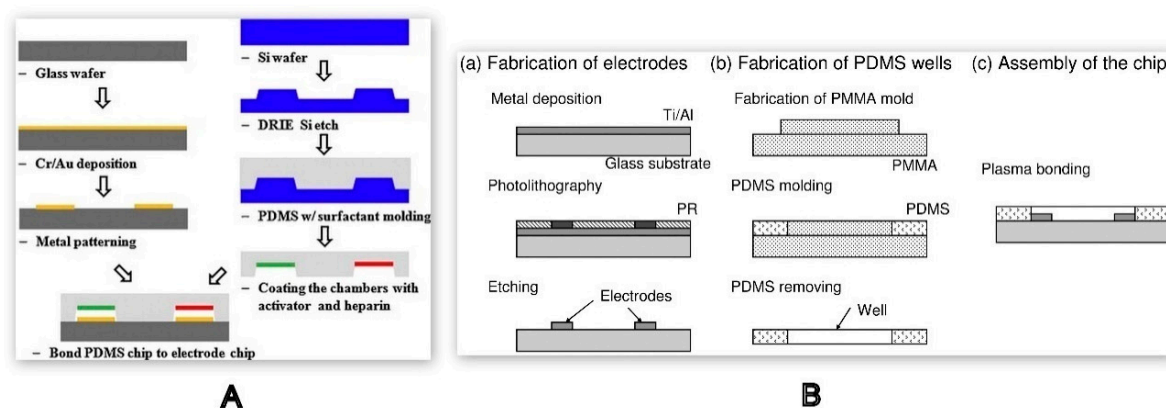 – Glass wafer
– Cr/Au deposition
– Metal patterning
– Si wafer
– DRIE Si etch
– PDMS w/ surfactant molding
– Coating the chambers with
activator and heparin
– Bond PDMS chip to electrode chip
A
(a) Fabrication of electrodes
Metal deposition
Ti/Al
Glass substrate
Photolithography
PR
Etching
Electrodes
(b) Fabrication of PDMS wells
Fabrication of PMMA mold
PMMA
PDMS molding
PDMS
PDMS removing
Well
(c) Assembly of the chip
Plasma bonding
B